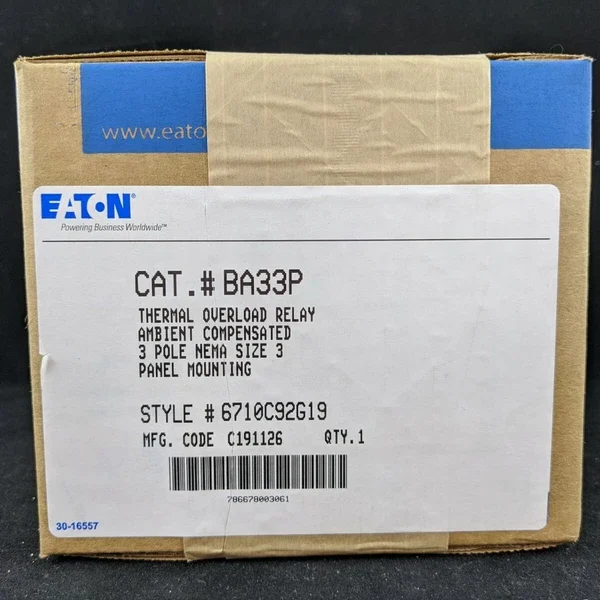 www.eato
EATON
Powering Business Worldwide™
CAT.# BA33P
THERMAL OVERLOAD RELAY
AMBIENT COMPENSATED
3 POLE NEMA SIZE 3
PANEL MOUNTING
STYLE # 6710C92G19
MFG. CODE C191126 QTY.1
786678003061
30-16557